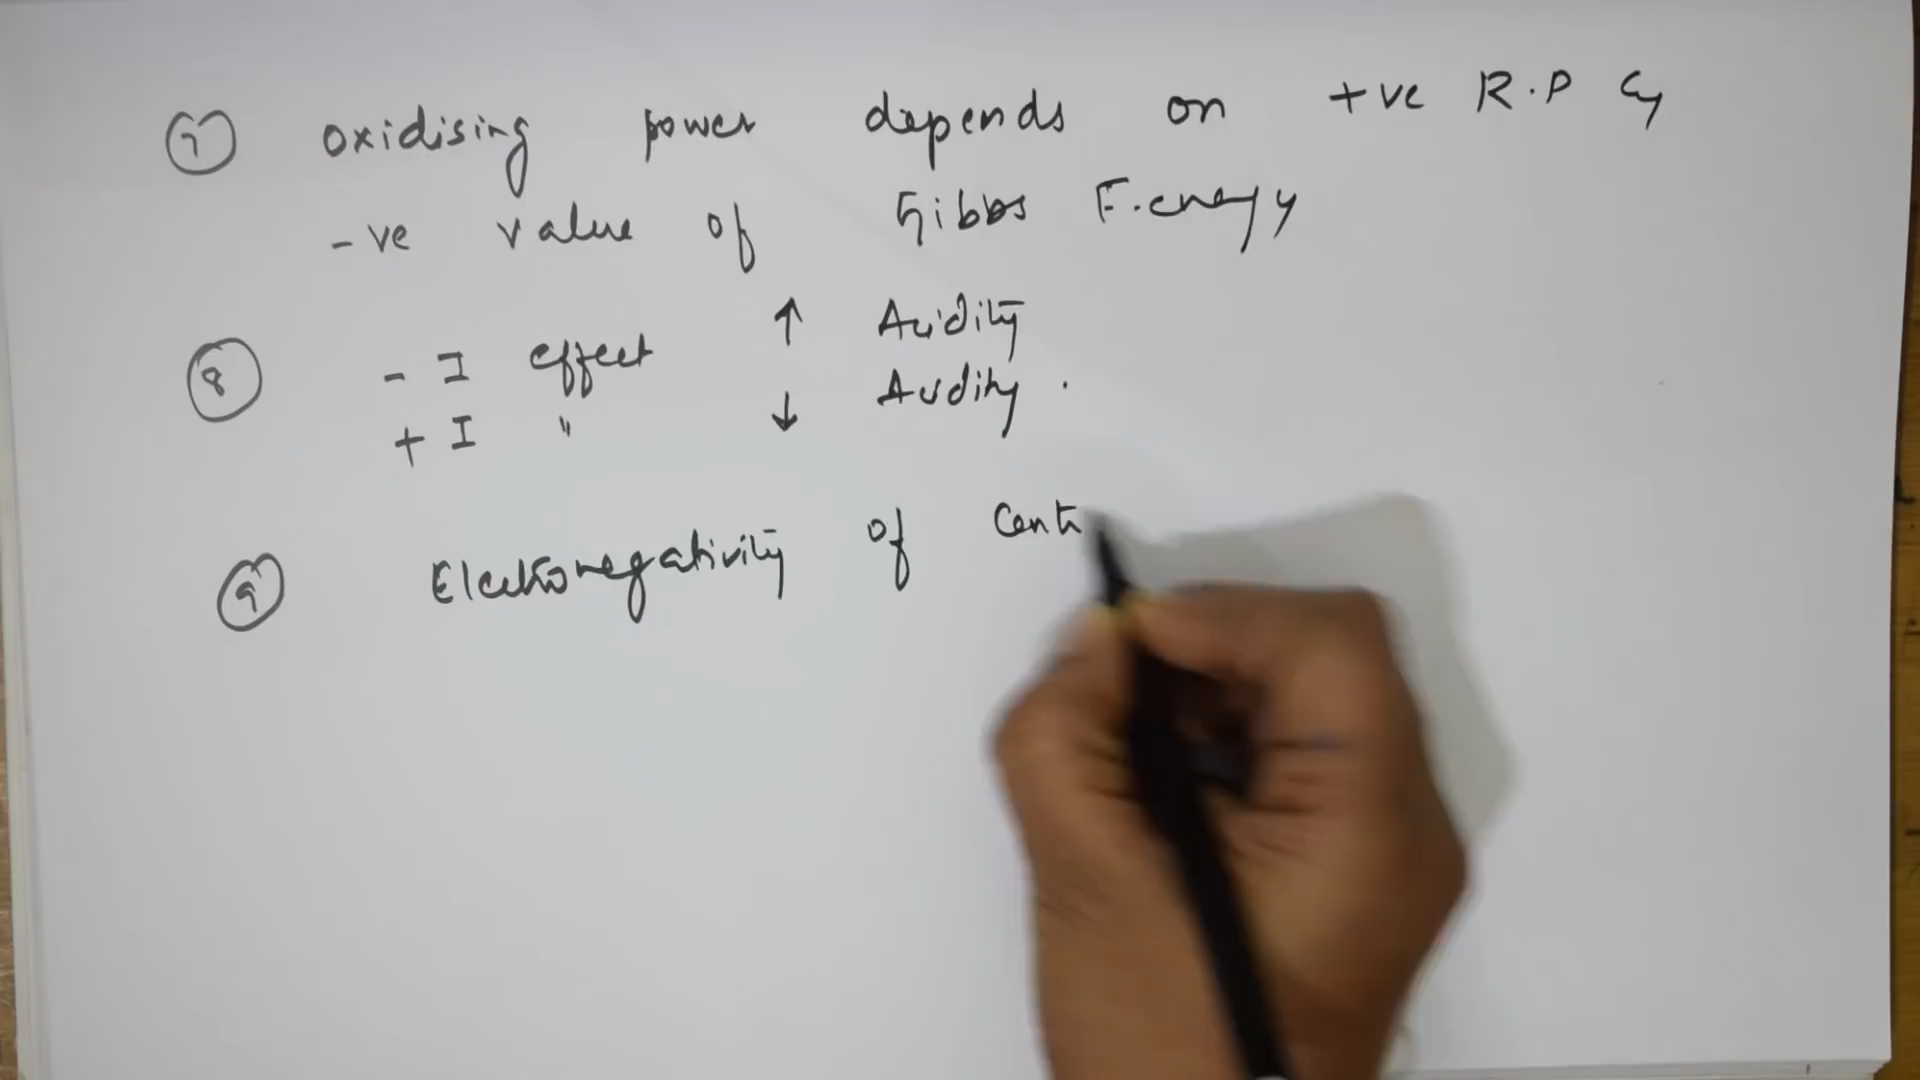 7 oxidising power depends on +ve R.P &
-ve value of Gibbs F.energy
8 - I effect ↑ Acidity
+ I " ↓ Acidity .
9 Electronegativity of Cent